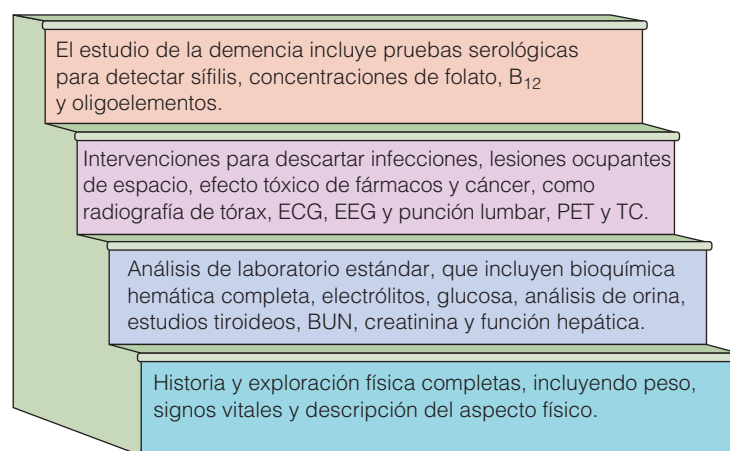 El estudio de la demencia incluye pruebas serológicas
para detectar sífilis, concentraciones de folato, B₁₂
y oligoelementos.
Intervenciones para descartar infecciones, lesiones ocupantes
de espacio, efecto tóxico de fármacos y cáncer, como
radiografía de tórax, ECG, EEG y punción lumbar, PET y TC.
Análisis de laboratorio estándar, que incluyen bioquímica
hemática completa, electrólitos, glucosa, análisis de orina,
estudios tiroideos, BUN, creatinina y función hepática.
Historia y exploración física completas, incluyendo peso,
signos vitales y descripción del aspecto físico.